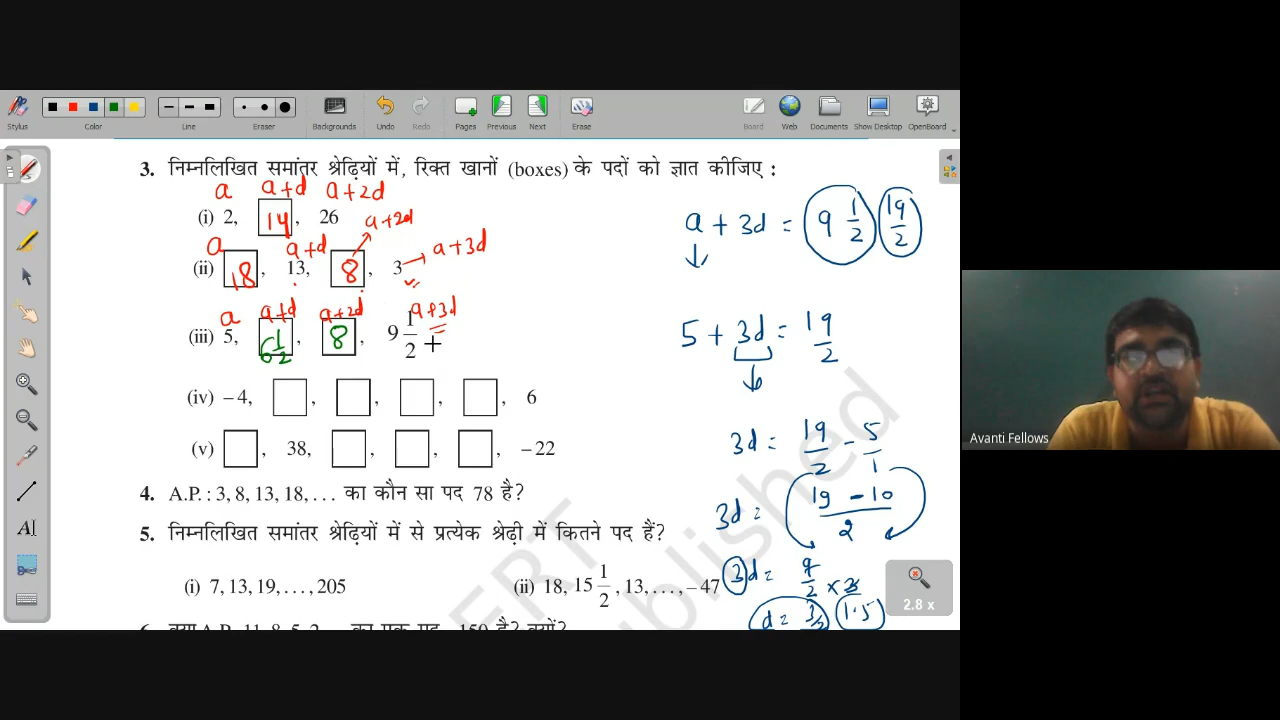 Stylus Color Line Eraser Backgrounds Undo Redo Pages Previous Next Erase Board Web Documents Show Desktop OpenBoard
3. निम्नलिखित समांतर श्रेढ़ियों में, रिक्त खानों (boxes) के पदों को ज्ञात कीजिए :
a a+d a+2d
(i) 2, 14, 26
a a+d a+2d a+3d
(ii) 18, 13, 8, 3
a a+d a+2d a+3d
(iii) 5, 6 1/2, 8, 9 1/2
(iv) – 4, , , , , 6
(v) , 38, , , , – 22
4. A.P. : 3, 8, 13, 18, . . . का कौन सा पद 78 है?
5. निम्नलिखित समांतर श्रेढ़ियों में से प्रत्येक श्रेढ़ी में कितने पद हैं?
(i) 7, 13, 19, . . . , 205 (ii) 18, 15 1/2, 13, . . . , – 47
a + 3d = 9 1/2 19/2
5 + 3d = 19/2
3d = 19/2 - 5/1
3d = 19 - 10 / 2
3d = 9/2 × 3
d = 3/2 1.5
2.8 x
ERT
ublished
Avanti Fellows